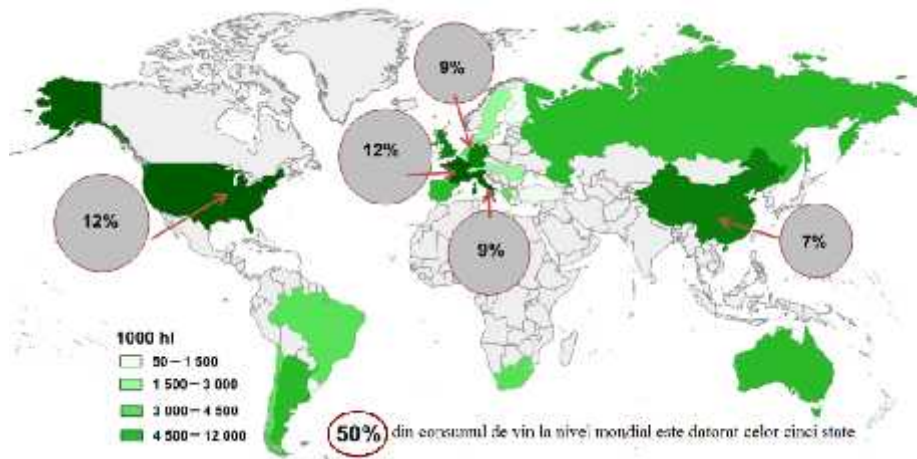 9%
12%
12%
9%
7%
1000 hl
50 – 1 500
1 500 – 3 000
3 000 – 4 500
4 500 – 12 000
50% din consumul de vin la nivel mondial este datorat celor cinci state